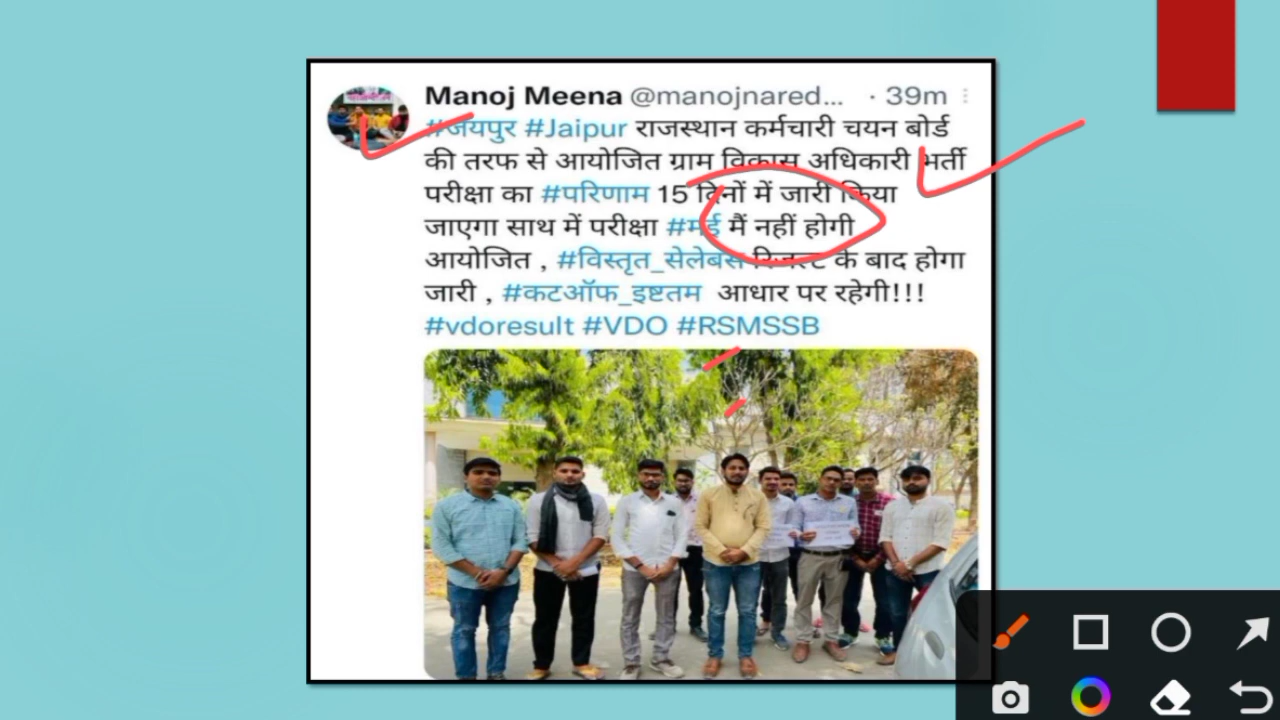 Manoj Meena @manojnared... · 39m
#जयपुर #Jaipur राजस्थान कर्मचारी चयन बोर्ड
की तरफ से आयोजित ग्राम विकास अधिकारी भर्ती
परीक्षा का #परिणाम 15 दिनों में जारी किया
जाएगा साथ में परीक्षा #मई मैं नहीं होगी
आयोजित , #विस्तृत_सेलेबस रिजल्ट के बाद होगा
जारी , #कटऑफ_इष्टतम आधार पर रहेगी!!!
#vdoresult #VDO #RSMSSB